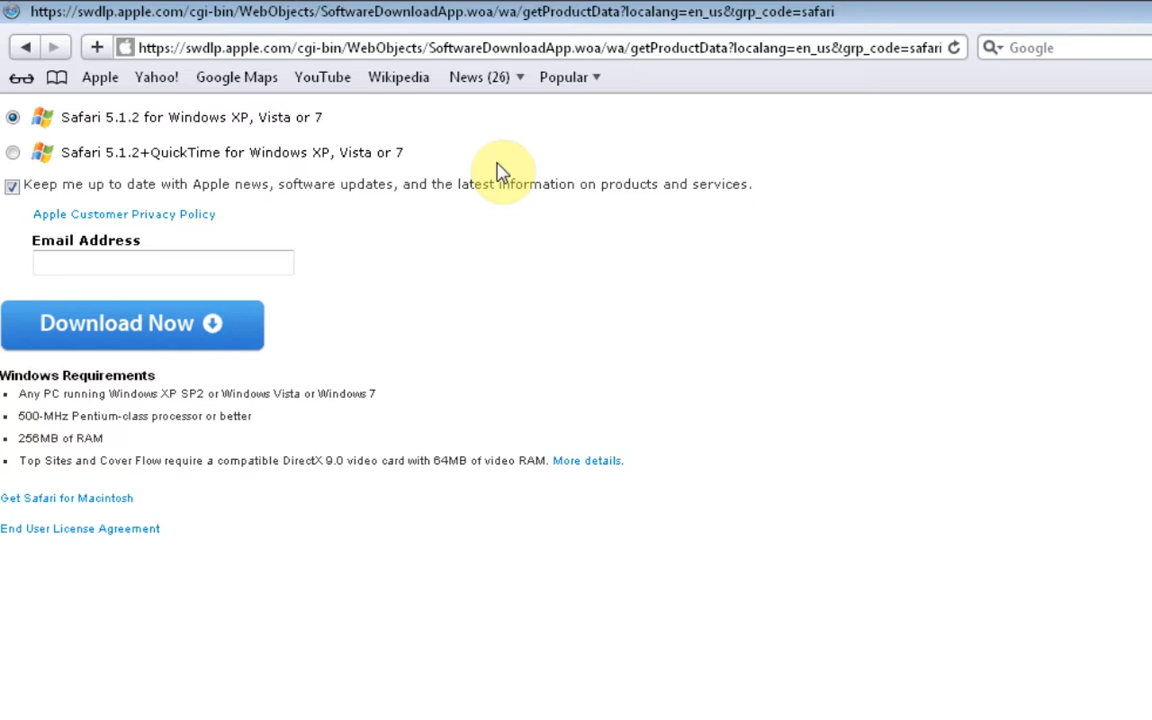 https://swdlp.apple.com/cgi-bin/WebObjects/SoftwareDownloadApp.woa/wa/getProductData?localang=en_us&grp_code=safari
https://swdlp.apple.com/cgi-bin/WebObjects/SoftwareDownloadApp.woa/wa/getProductData?localang=en_us&grp_code=safari Google
Apple Yahoo! Google Maps YouTube Wikipedia News (26) Popular
Safari 5.1.2 for Windows XP, Vista or 7
Safari 5.1.2+QuickTime for Windows XP, Vista or 7
Keep me up to date with Apple news, software updates, and the latest information on products and services.
Apple Customer Privacy Policy
Email Address
Download Now
Windows Requirements
Any PC running Windows XP SP2 or Windows Vista or Windows 7
500-MHz Pentium-class processor or better
256MB of RAM
Top Sites and Cover Flow require a compatible DirectX 9.0 video card with 64MB of video RAM. More details.
Get Safari for Macintosh
End User License Agreement